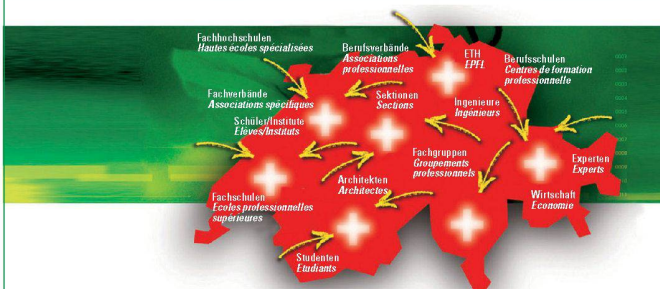 Fachhochschulen
Hautes écoles spécialisées
Berufsverbände
Associations
professionnelles
ETH
EPFL
Berufsschulen
Centres de formation
professionnelle
Fachverbände
Associations spécifiques
Sektionen
Sections
Ingenieure
Ingénieurs
Schüler/Institute
Elèves/Instituts
Fachgruppen
Groupements
professionnels
Experten
Experts
Architekten
Architectes
Fachschulen
Ecoles professionnelles
supérieures
Wirtschaft
Economie
Studenten
Etudiants